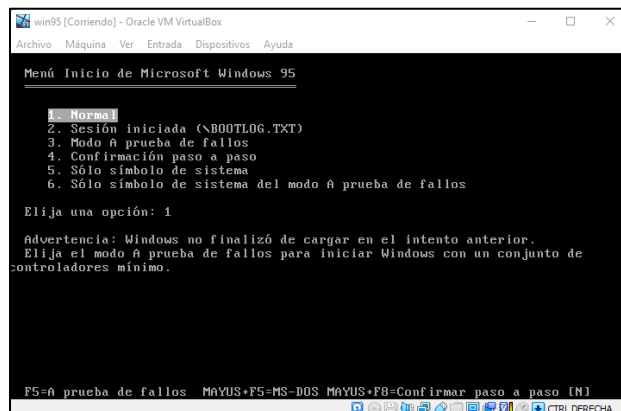 win95 [Corriendo] - Oracle VM VirtualBox
Archivo Máquina Ver Entrada Dispositivos Ayuda
Menú Inicio de Microsoft Windows 95
1. Normal
2. Sesión iniciada (\BOOTLOG.TXT)
3. Modo A prueba de fallos
4. Confirmación paso a paso
5. Sólo símbolo de sistema
6. Sólo símbolo de sistema del modo A prueba de fallos
Elija una opción: 1
Advertencia: Windows no finalizó de cargar en el intento anterior.
Elija el modo A prueba de fallos para iniciar Windows con un conjunto de
controladores mínimo.
F5=A prueba de fallos MAYUS+F5=MS-DOS MAYUS+F8=Confirmar paso a paso [N]
CTRL DERECHA